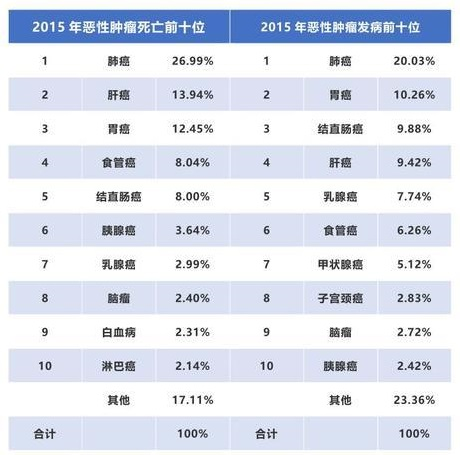 2015 年恶性肿瘤死亡前十位 2015 年恶性肿瘤发病前十位
1 肺癌 26.99% 1 肺癌 20.03%
2 肝癌 13.94% 2 胃癌 10.26%
3 胃癌 12.45% 3 结直肠癌 9.88%
4 食管癌 8.04% 4 肝癌 9.42%
5 结直肠癌 8.00% 5 乳腺癌 7.74%
6 胰腺癌 3.64% 6 食管癌 6.26%
7 乳腺癌 2.99% 7 甲状腺癌 5.12%
8 脑瘤 2.40% 8 子宫颈癌 2.83%
9 白血病 2.31% 9 脑瘤 2.72%
10 淋巴癌 2.14% 10 胰腺癌 2.42%
其他 17.11% 其他 23.36%
合计 100% 合计 100%